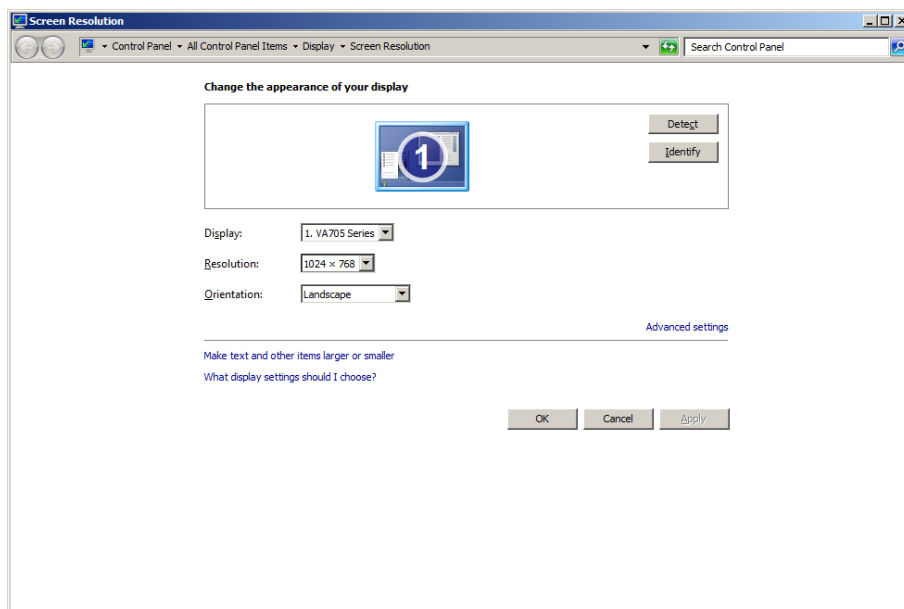 Screen Resolution
Control Panel All Control Panel Items Display Screen Resolution Search Control Panel
Change the appearance of your display
1
Detect
Identify
Display: 1. VA705 Series
Resolution: 1024 × 768
Orientation: Landscape
Advanced settings
Make text and other items larger or smaller
What display settings should I choose?
OK Cancel Apply